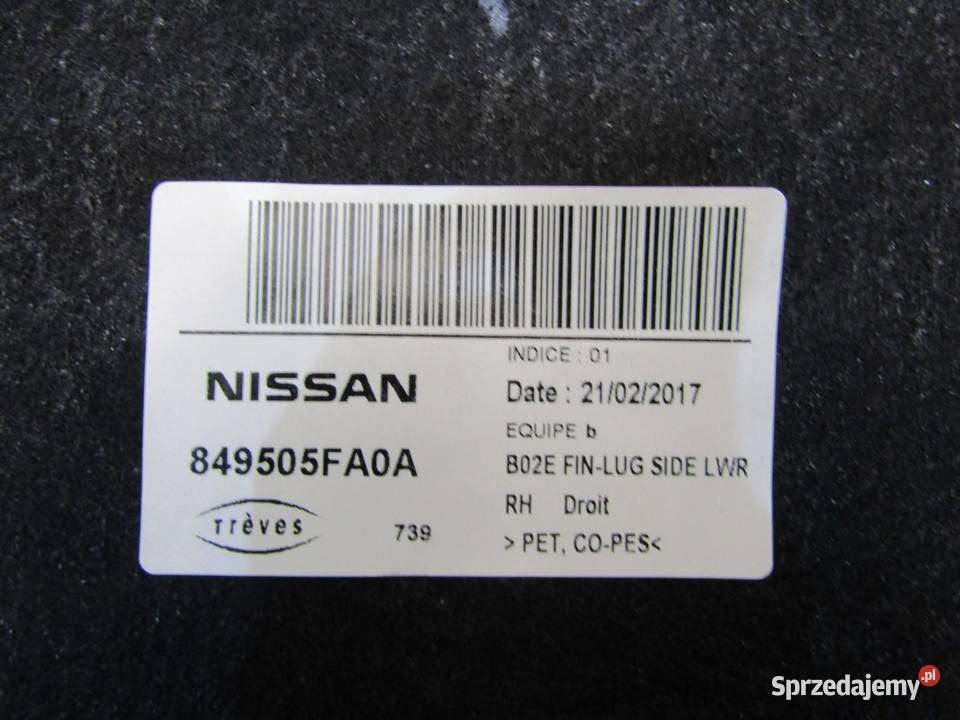 INDICE : 01
NISSAN
Date : 21/02/2017
EQUIPE b
849505FA0A
B02E FIN-LUG SIDE LWR
RH Droit
Trèves
739
> PET, CO-PES<
Sprzedajemy.pl